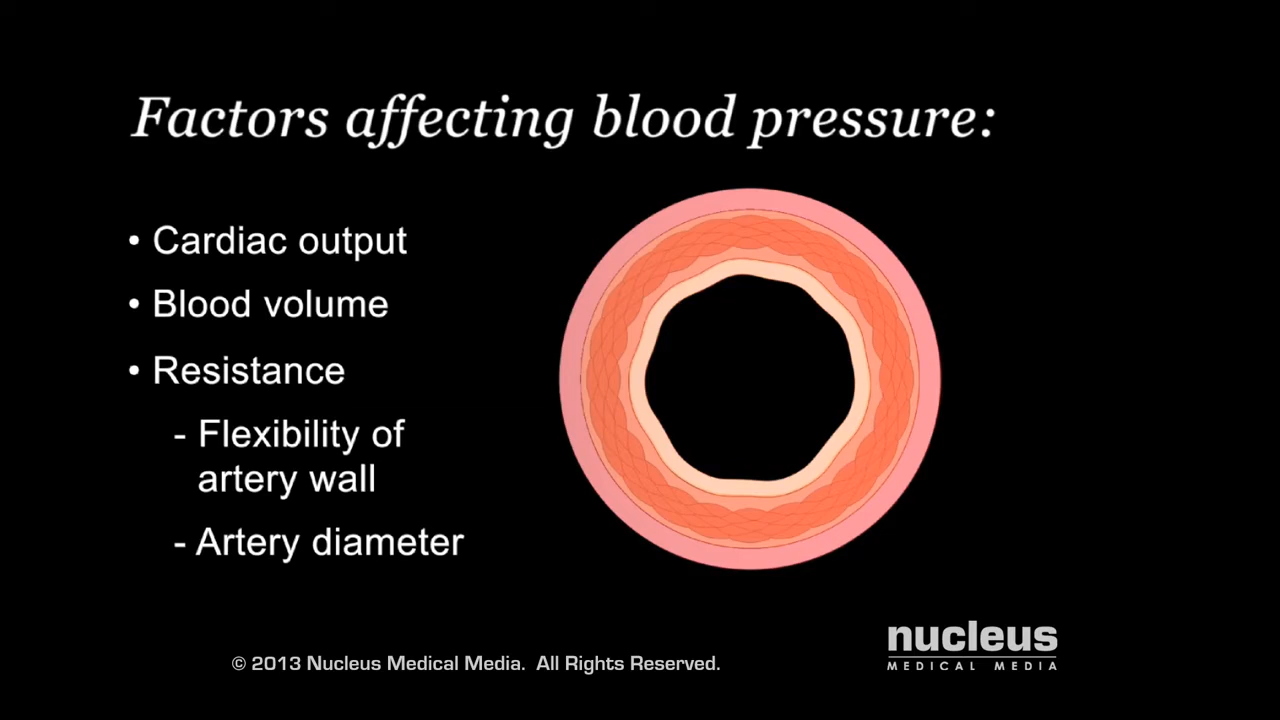 Factors affecting blood pressure:
• Cardiac output
• Blood volume
• Resistance
- Flexibility of
artery wall
- Artery diameter
nucleus
MEDICAL MEDIA
© 2013 Nucleus Medical Media. All Rights Reserved.